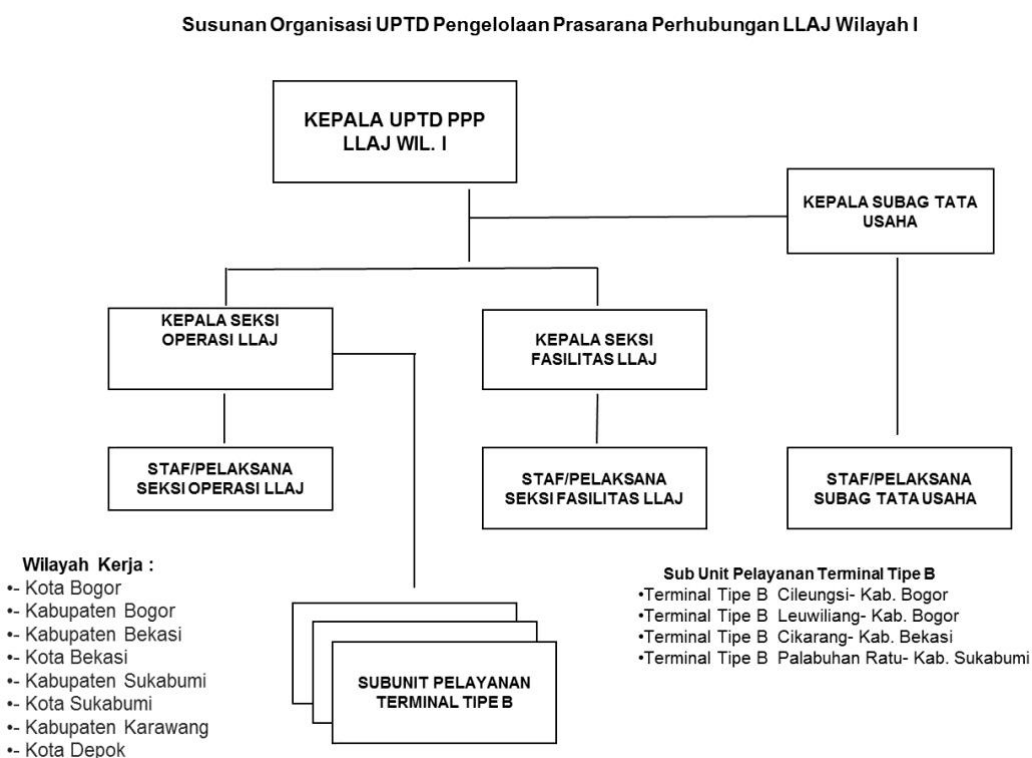 Susunan Organisasi UPTD Pengelolaan Prasarana Perhubungan LLAJ Wilayah I
KEPALA UPTD PPP
LLAJ WIL. I
KEPALA SUBAG TATA
USAHA
KEPALA SEKSI
OPERASI LLAJ
KEPALA SEKSI
FASILITAS LLAJ
STAF/PELAKSANA
SEKSI OPERASI LLAJ
STAF/PELAKSANA
SEKSI FASILITAS LLAJ
STAF/PELAKSANA
SUBAG TATA USAHA
Wilayah Kerja :
•- Kota Bogor
•- Kabupaten Bogor
•- Kabupaten Bekasi
•- Kota Bekasi
•- Kabupaten Sukabumi
•- Kota Sukabumi
•- Kabupaten Karawang
•- Kota Depok
SUBUNIT PELAYANAN
TERMINAL TIPE B
Sub Unit Pelayanan Terminal Tipe B
•Terminal Tipe B Cileungsi- Kab. Bogor
•Terminal Tipe B Leuwiliang- Kab. Bogor
•Terminal Tipe B Cikarang- Kab. Bekasi
•Terminal Tipe B Palabuhan Ratu- Kab. Sukabumi